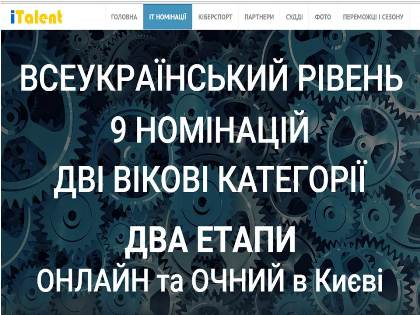 iTalent
ГОЛОВНА ІТ НОМІНАЦІЇ КІБЕРСПОРТ ПАРТНЕРИ СУДДІ ФОТО ПЕРЕМОЖЦІ І СЕЗОНУ
ВСЕУКРАЇНСЬКИЙ РІВЕНЬ
9 НОМІНАЦІЙ
ДВІ ВІКОВІ КАТЕГОРІЇ
ДВА ЕТАПИ
ОНЛАЙН та ОЧНИЙ в Києві